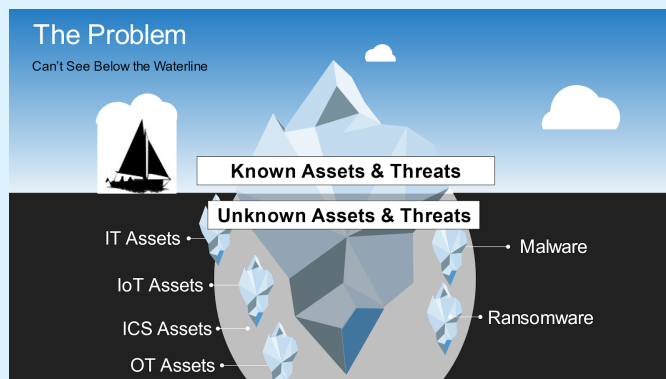 The Problem
Can't See Below the Waterline
Known Assets & Threats
Unknown Assets & Threats
IT Assets
Malware
IoT Assets
Ransomware
ICS Assets
OT Assets